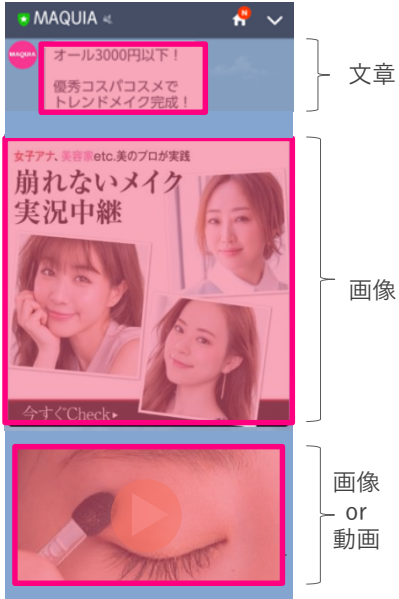 MAQUIA
N
MAQUIA
オール3000円以下！
優秀コスパコスメで
トレンドメイク完成！
文章
女子アナ、美容家etc.美のプロが実践
崩れないメイク
実況中継
今すぐCheck
画像
画像
or
動画